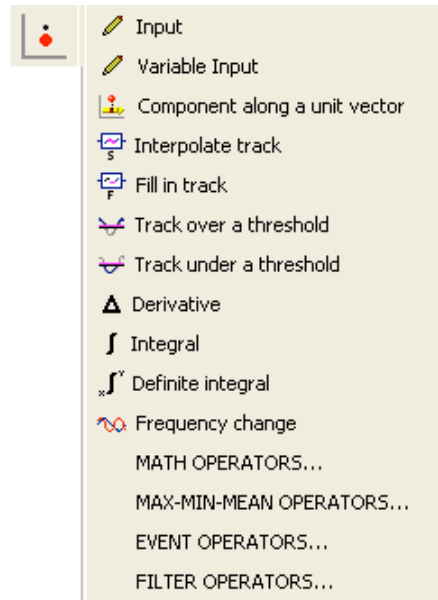 Input
Variable Input
Component along a unit vector
S
Interpolate track
F
Fill in track
Track over a threshold
Track under a threshold
Δ Derivative
∫ Integral
x∫Y Definite integral
Frequency change
MATH OPERATORS...
MAX-MIN-MEAN OPERATORS...
EVENT OPERATORS...
FILTER OPERATORS...